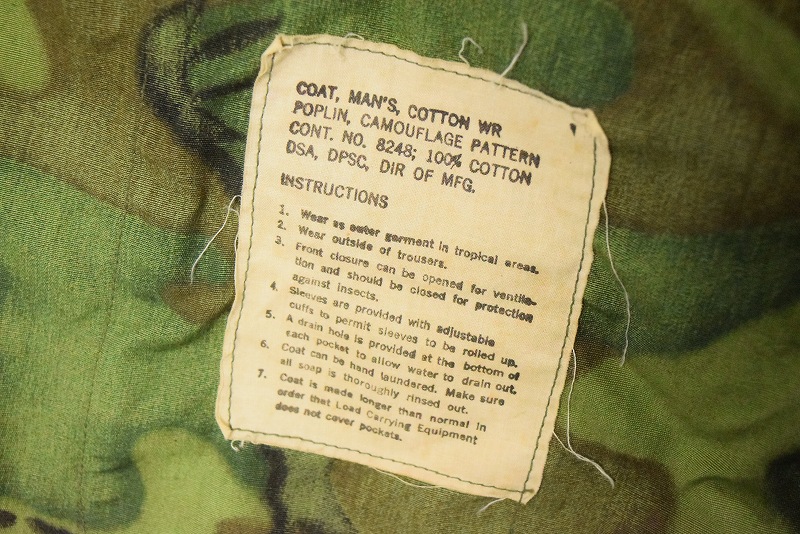 COAT, MAN'S, COTTON WR
POPLIN, CAMOUFLAGE PATTERN
CONT. NO. 8248; 100% COTTON
DSA, DPSC, DIR OF MFG.
INSTRUCTIONS
1. Wear as outer garment in tropical areas.
2. Wear outside of trousers.
3. Front closure can be opened for ventila-
tion and should be closed for protection
against insects.
4. Sleeves are provided with adjustable
cuffs to permit sleeves to be rolled up.
5. A drain hole is provided at the bottom of
each pocket to allow water to drain out.
6. Coat can be hand laundered. Make sure
all soap is thoroughly rinsed out.
7. Coat is made longer than normal in
order that Load Carrying Equipment
does not cover pockets.